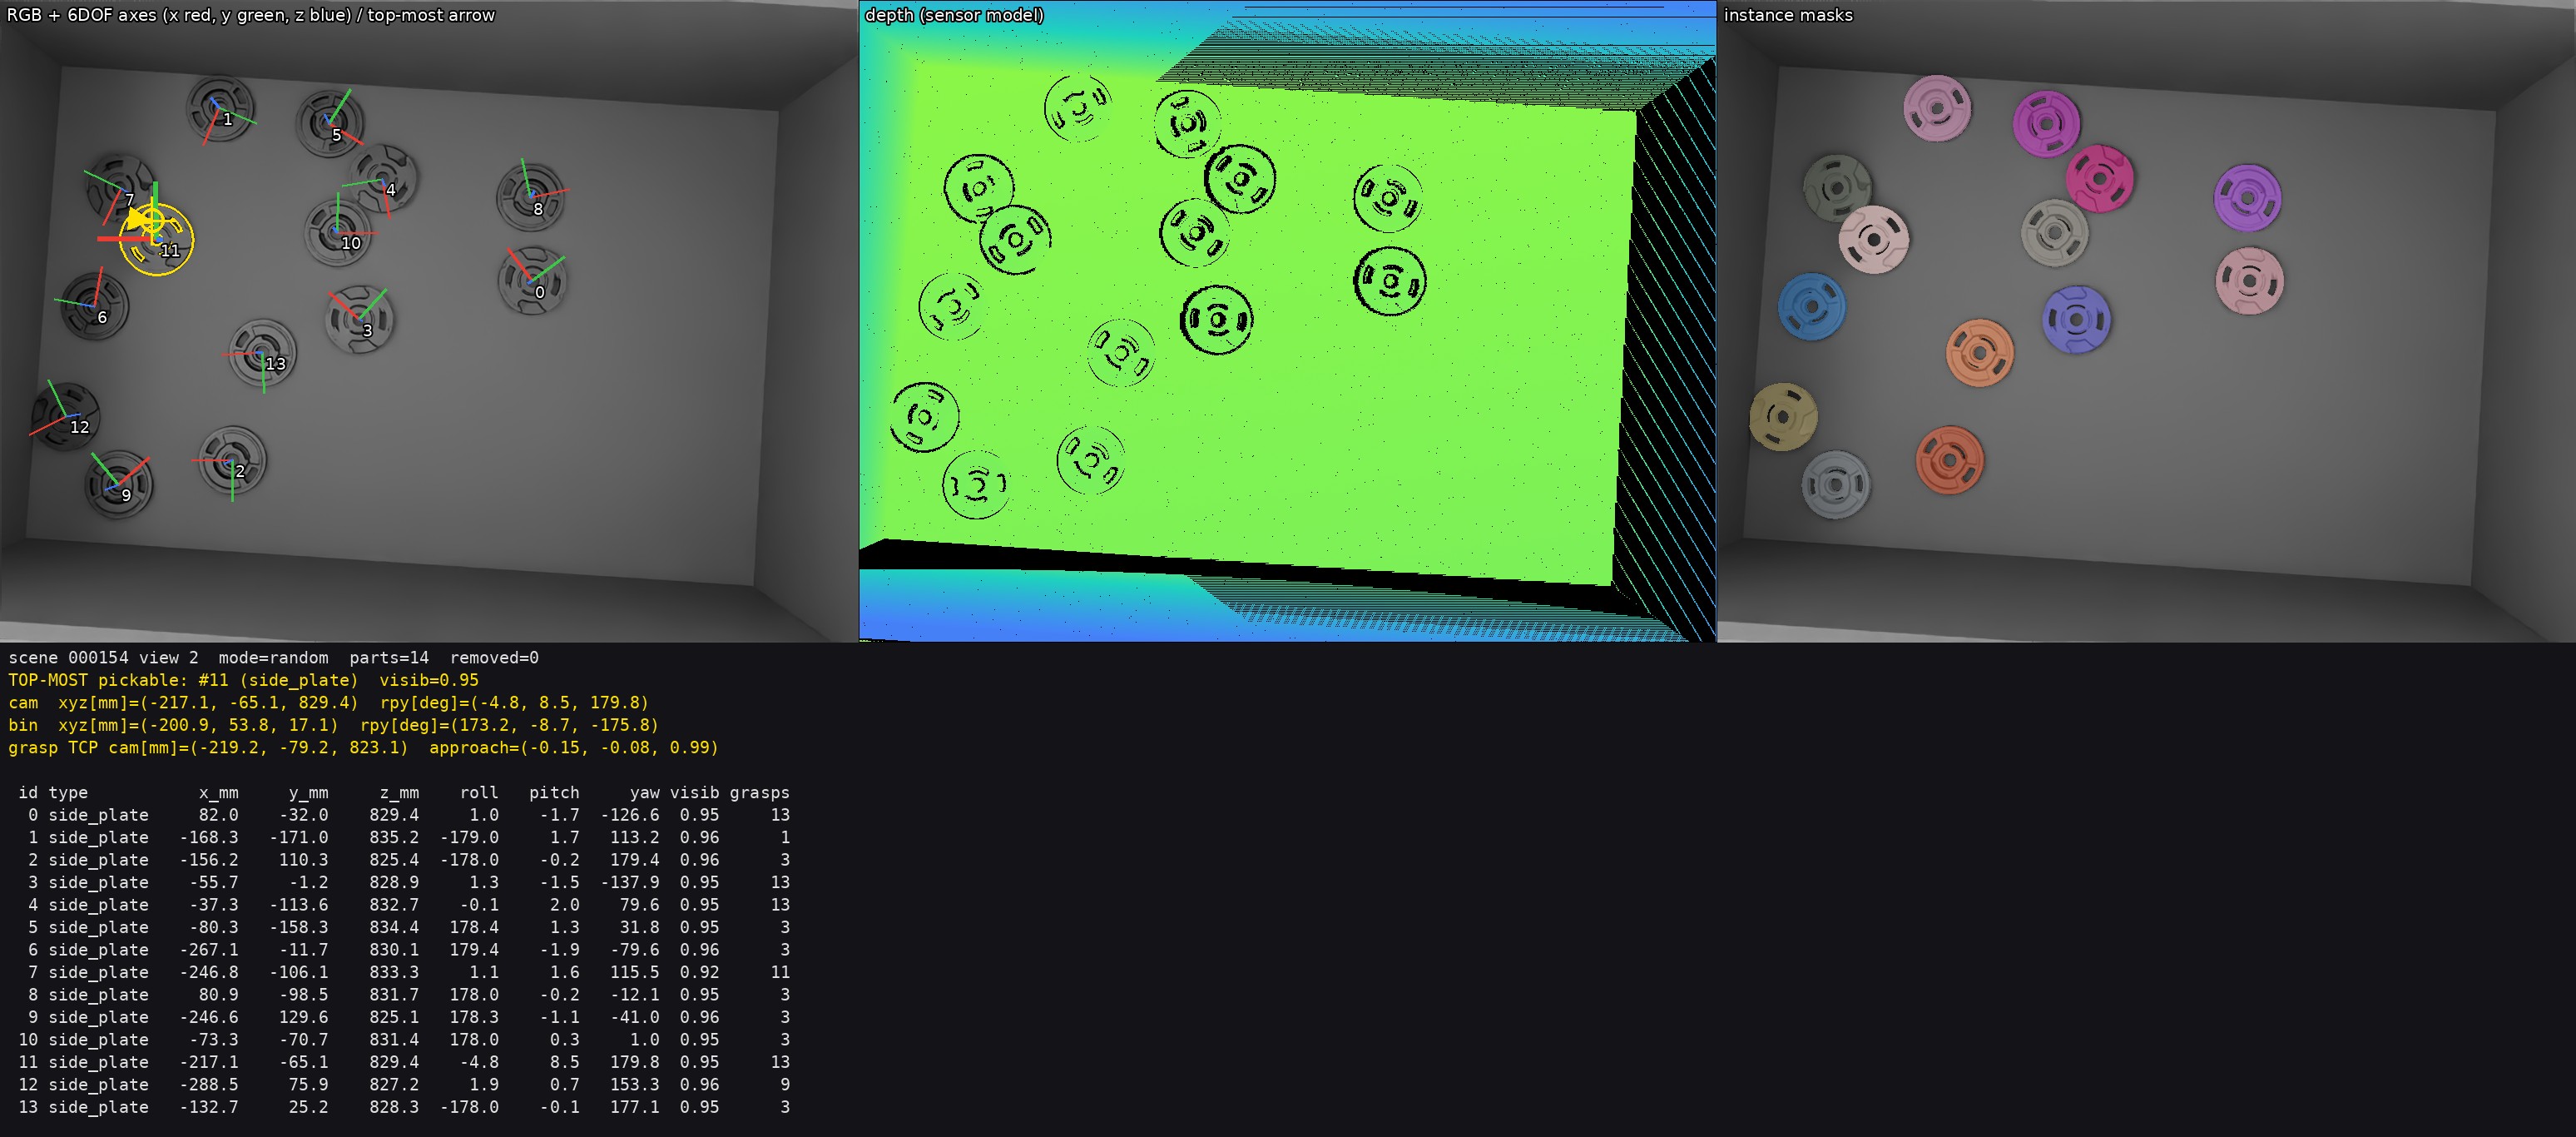 RGB + 6DOF axes (x red, y green, z blue) / top-most arrow
depth (sensor model)
instance masks
1
5
4
7
8
11
10
0
6
3
13
12
9
2
scene 000154 view 2  mode=random  parts=14  removed=0
TOP-MOST pickable: #11 (side_plate)  visib=0.95
cam  xyz[mm]=(-217.1, -65.1, 829.4)  rpy[deg]=(-4.8, 8.5, 179.8)
bin  xyz[mm]=(-200.9, 53.8, 17.1)  rpy[deg]=(173.2, -8.7, -175.8)
grasp TCP cam[mm]=(-219.2, -79.2, 823.1)  approach=(-0.15, -0.08, 0.99)
id type x_mm y_mm z_mm roll pitch yaw visib grasps
0 side_plate 82.0 -32.0 829.4 1.0 -1.7 -126.6 0.95 13
1 side_plate -168.3 -171.0 835.2 -179.0 1.7 113.2 0.96 1
2 side_plate -156.2 110.3 825.4 -178.0 -0.2 179.4 0.96 3
3 side_plate -55.7 -1.2 828.9 1.3 -1.5 -137.9 0.95 13
4 side_plate -37.3 -113.6 832.7 -0.1 2.0 79.6 0.95 13
5 side_plate -80.3 -158.3 834.4 178.4 1.3 31.8 0.95 3
6 side_plate -267.1 -11.7 830.1 179.4 -1.9 -79.6 0.96 3
7 side_plate -246.8 -106.1 833.3 1.1 1.6 115.5 0.92 11
8 side_plate 80.9 -98.5 831.7 178.0 -0.2 -12.1 0.95 3
9 side_plate -246.6 129.6 825.1 178.3 -1.1 -41.0 0.96 3
10 side_plate -73.3 -70.7 831.4 178.0 0.3 1.0 0.95 3
11 side_plate -217.1 -65.1 829.4 -4.8 8.5 179.8 0.95 13
12 side_plate -288.5 75.9 827.2 1.9 0.7 153.3 0.96 9
13 side_plate -132.7 25.2 828.3 -178.0 -0.1 177.1 0.95 3